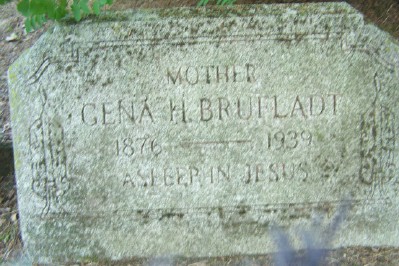 MOTHER
GENA H. BRUFLADT
1876 — 1939
ASLEEP IN JESUS